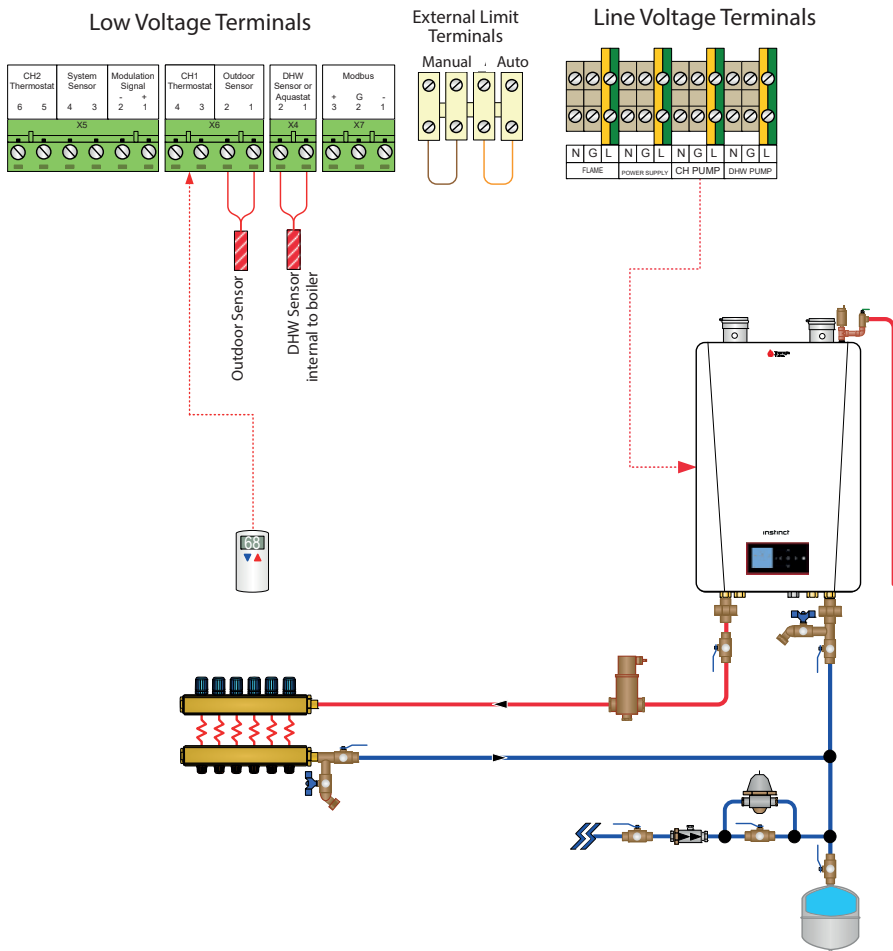 Low Voltage Terminals
External Limit
Terminals
Line Voltage Terminals
Manual
Auto
CH2
Thermostat
6 5
System
Sensor
4 3
Modulation
Signal
- +
2 1
CH1
Thermostat
4 3
Outdoor
Sensor
2 1
DHW
Sensor or
Aquastat
2 1
Modbus
+ G -
3 2 1
X5
X6
X4
X7
N G L N G L N G L N G L
FLAME
POWER SUPPLY
CH PUMP
DHW PUMP
Outdoor Sensor
DHW Sensor
internal to boiler
Triangle
Tube
instinct
68